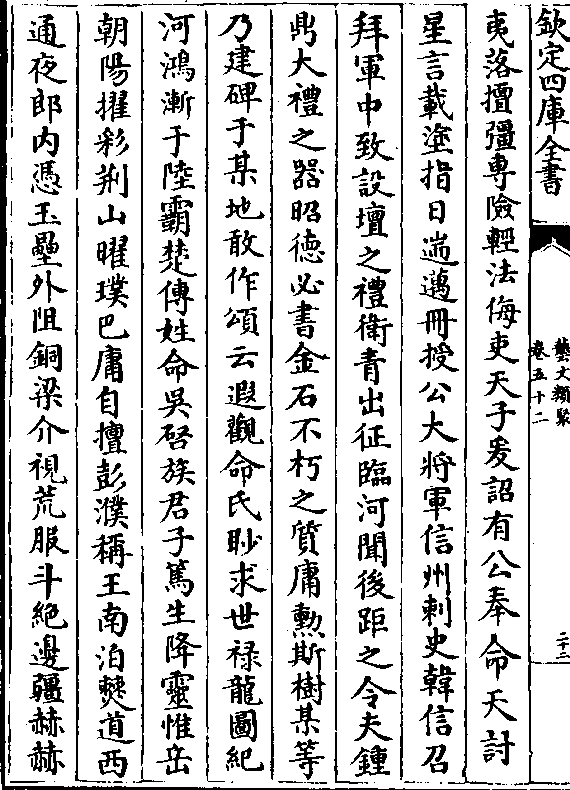 欽定四庫全書
藝文類聚
卷五十二
二十二
夷落擅彊專險輕法侮吏天子爰詔有公奉命天討
星言載塗指日遄邁冊授公大將軍信州刺史韓信召
拜軍中致設壇之禮衛青出征臨河聞後距之令夫鍾
鼎大禮之器昭德必書金石不朽之質庸勲斯樹某等
乃建碑于某地敢作頌云遐觀命氏眇求世禄龍圖紀
河鴻漸于陸霸楚傳姓命吳啓族君子篤生降靈惟岳
朝陽擢彩荆山曜璞巴庸自擅彭濮稱王南泊僰道西
通夜郎内憑玉壘外阻銅梁介視荒服斗絶邊疆赫赫